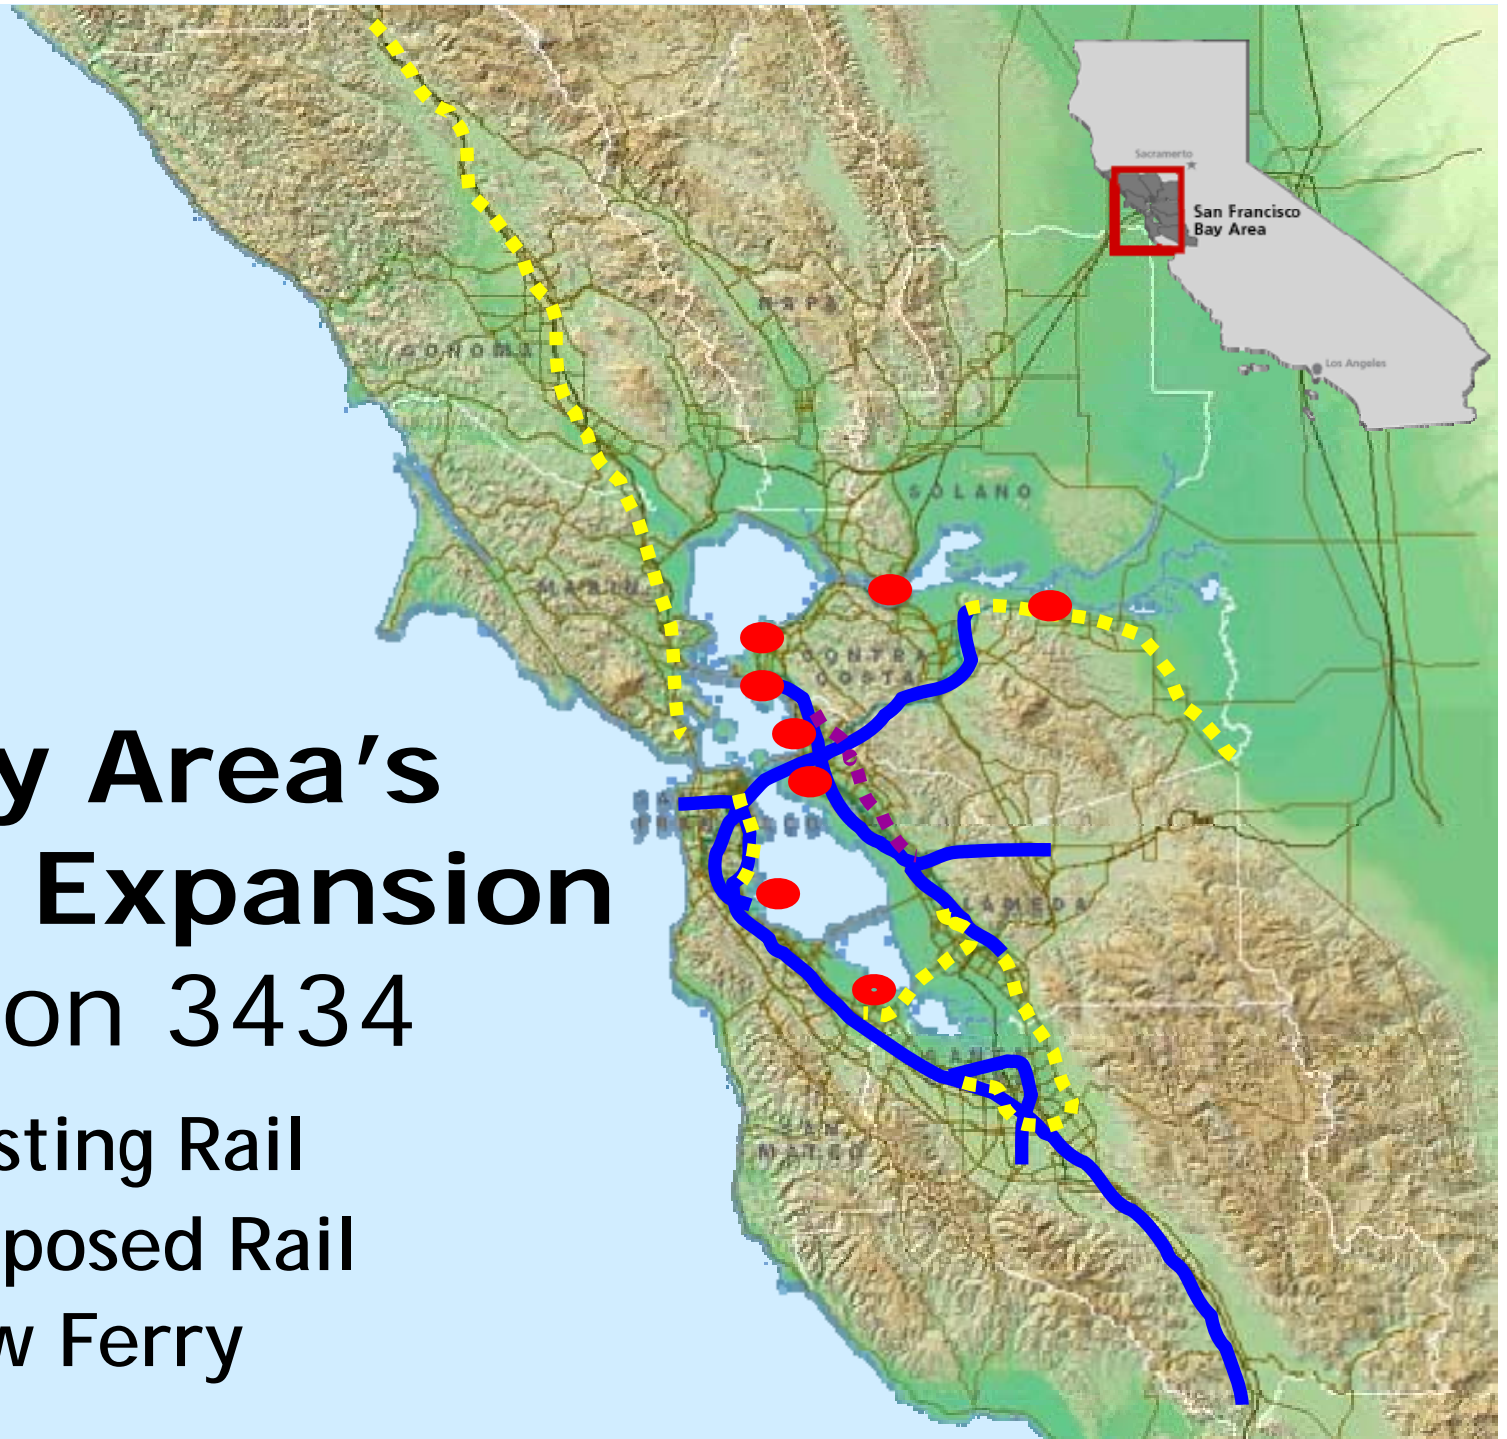 y Area's
Expansion
on 3434
sting Rail
posed Rail
w Ferry
Sacramerto
San Francisco
Bay Area
Los Angeles
NAPA
SONOMA
SOLANO
MARIN
CONTRA
COSTA
ALAMEDA
SAN
MATEO